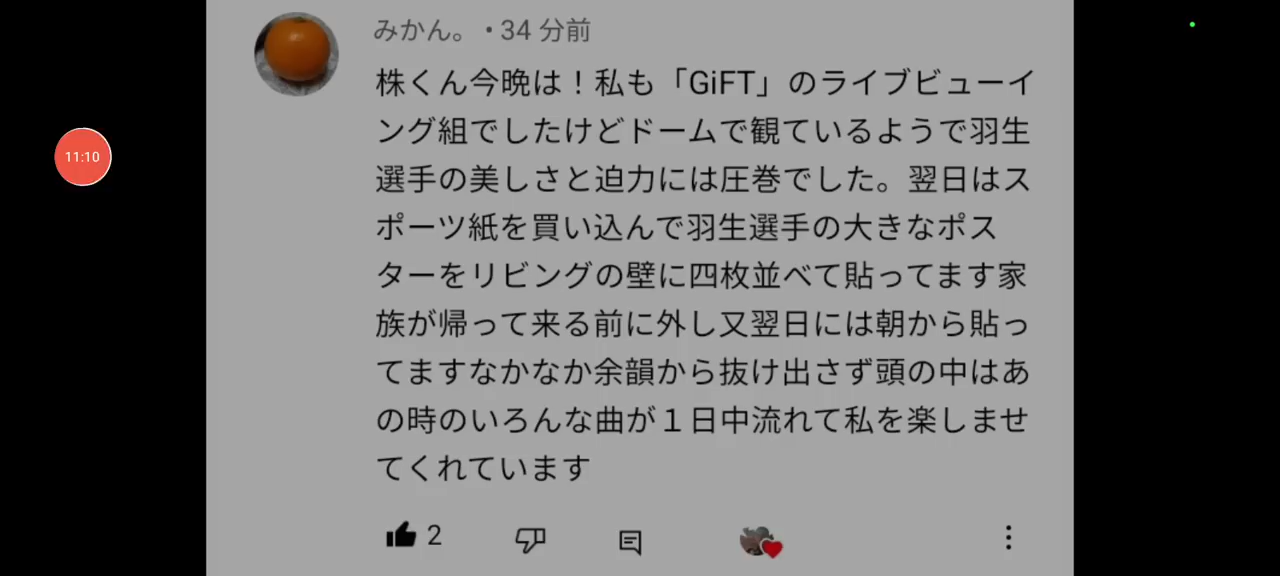 みかん。・34 分前
株くん今晩は！私も「GiFT」のライブビューイ
ング組でしたけどドームで観ているようで羽生
選手の美しさと迫力には圧巻でした。翌日はス
ポーツ紙を買い込んで羽生選手の大きなポス
ターをリビングの壁に四枚並べて貼ってます家
族が帰って来る前に外し又翌日には朝から貼っ
てますなかなか余韻から抜け出さず頭の中はあ
の時のいろんな曲が１日中流れて私を楽しませ
てくれています
11:10
2